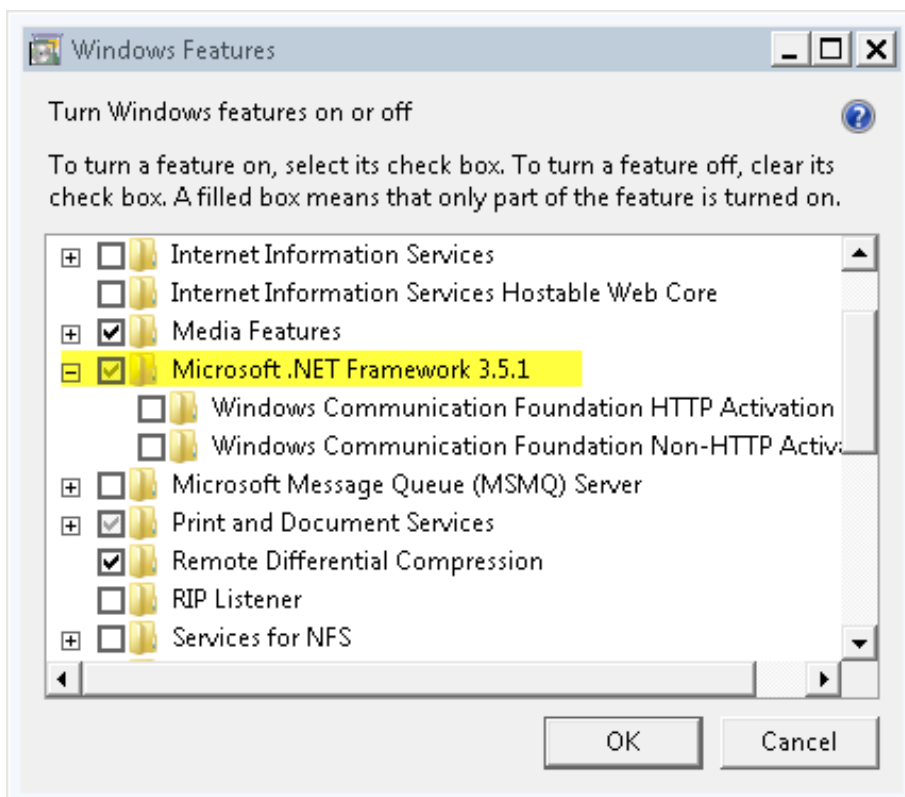 Windows Features
Turn Windows features on or off
To turn a feature on, select its check box. To turn a feature off, clear its
check box. A filled box means that only part of the feature is turned on.
Internet Information Services
Internet Information Services Hostable Web Core
Media Features
Microsoft .NET Framework 3.5.1
Windows Communication Foundation HTTP Activation
Windows Communication Foundation Non-HTTP Activa
Microsoft Message Queue (MSMQ) Server
Print and Document Services
Remote Differential Compression
RIP Listener
Services for NFS
OK Cancel